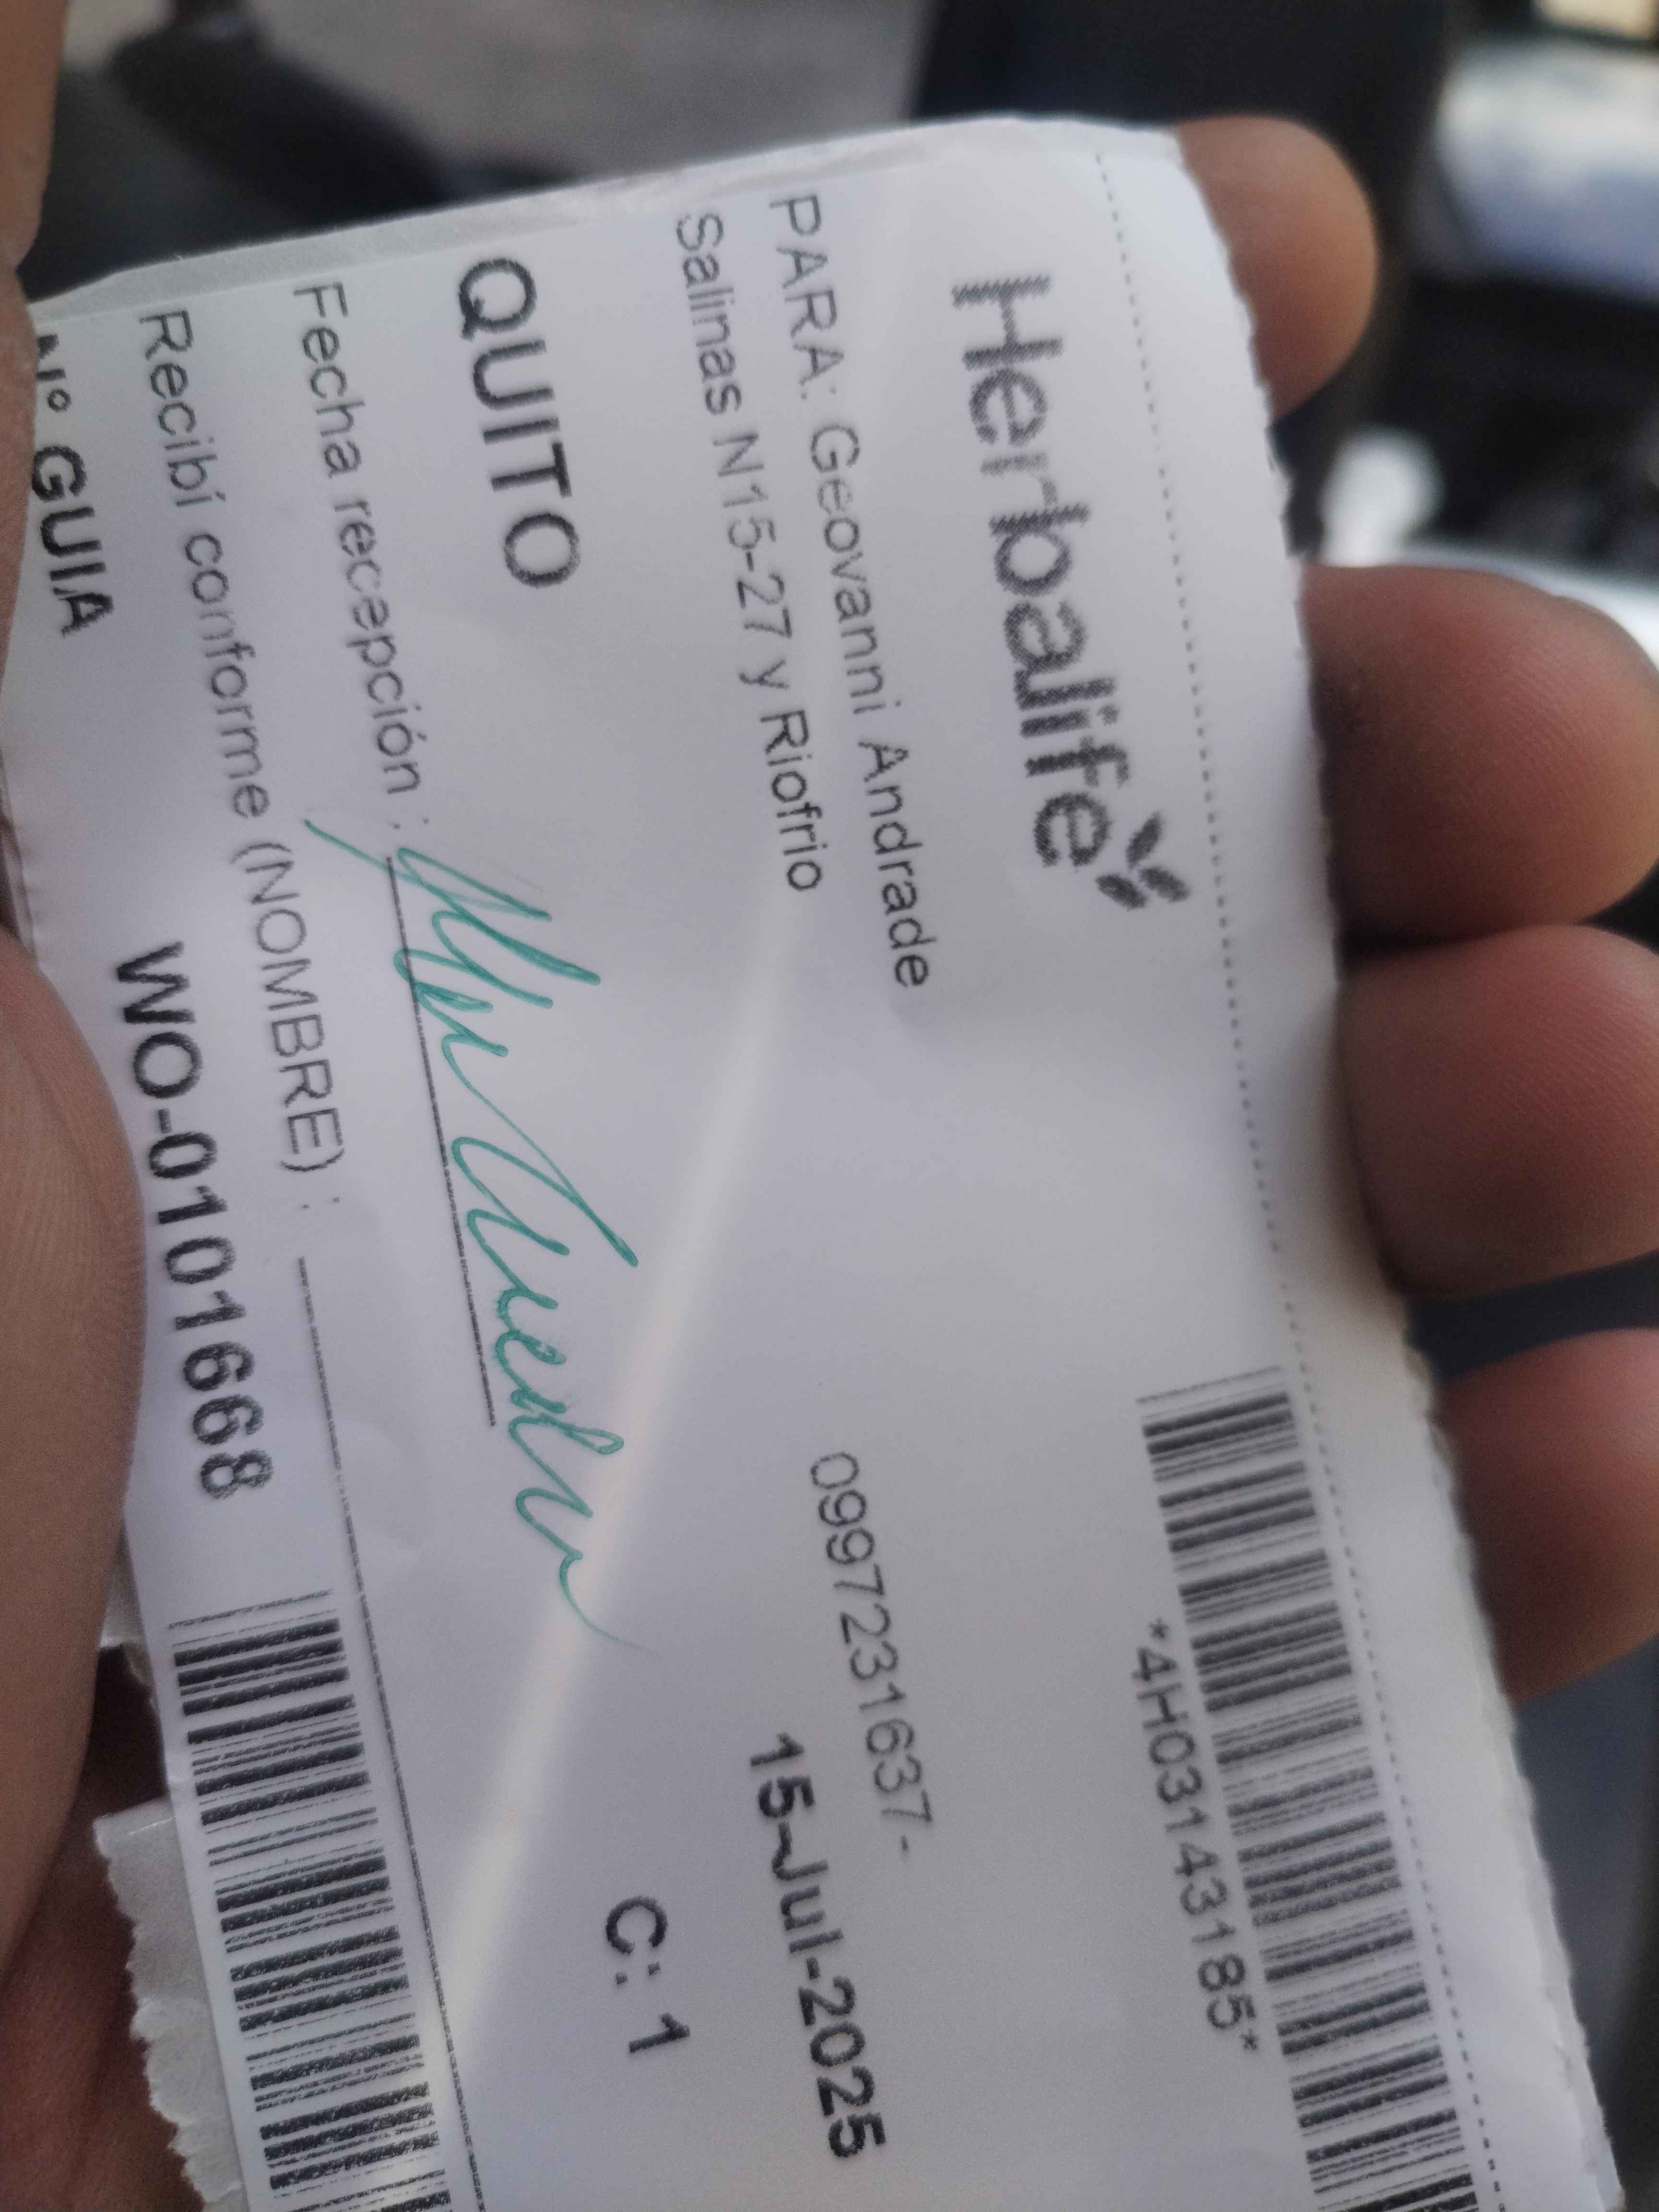 Herbalife
*4H03143185*
PARA: Geovanni Andrade 0997231637-
Salinas N15-27 y Riofrio 15-Jul-2025
QUITO C: 1
Fecha recepción :
Recibí conforme (NOMBRE) :
N° GUIA WO-0101668